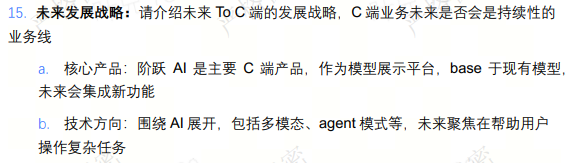 15. 未来发展战略：请介绍未来 To C 端的发展战略，C 端业务未来是否会是持续性的
业务线
a. 核心产品：阶跃 AI 是主要 C 端产品，作为模型展示平台，base 于现有模型，
未来会集成新功能
b. 技术方向：围绕 AI 展开，包括多模态、agent 模式等，未来聚焦在帮助用户
操作复杂任务